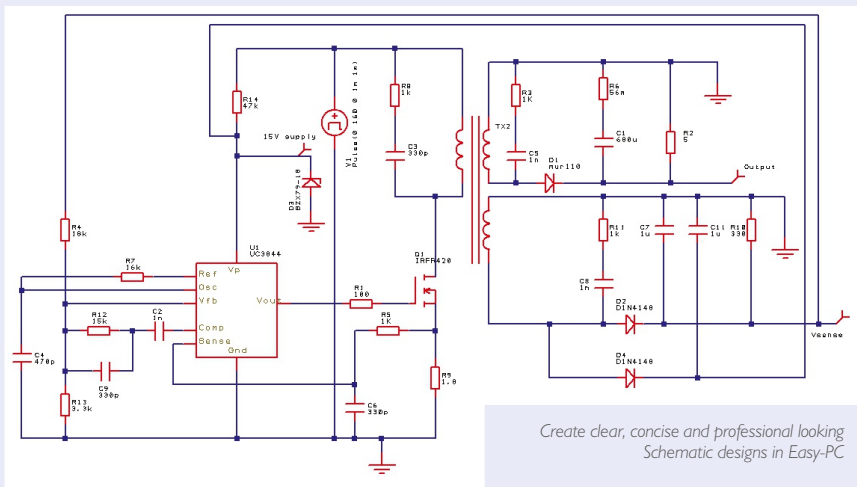 R14
47k
15V supply
D3
BZX79-18
V1
Pulse(0 160 0 1n 1n)
R8
1k
C3
330p
TX2
R3
1K
C5
1n
D1
mur110
R6
56m
C1
680u
R2
5
Output
R4
18k
R7
16k
U1
UC3844
Vp
Ref
Osc
Vfb
Comp
Sense
Gnd
Vout
R12
15k
C2
1n
C9
330p
C4
470p
R13
3.3k
R1
100
Q1
IRFR420
R5
1K
R9
1.0
C6
330p
R11
1k
C8
1n
C7
1u
C11
1u
R10
330
D2
D1N4148
D4
D1N4148
Vsense
Create clear, concise and professional looking
Schematic designs in Easy-PC